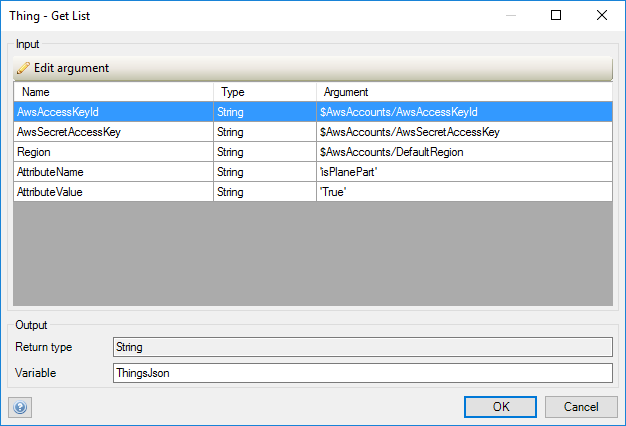 Thing - Get List
Input
Edit argument
Name Type Argument
AwsAccessKeyId String $AwsAccounts/AwsAccessKeyId
AwsSecretAccessKey String $AwsAccounts/AwsSecretAccessKey
Region String $AwsAccounts/DefaultRegion
AttributeName String 'isPlanePart'
AttributeValue String 'True'
Output
Return type String
Variable ThingsJson
? OK Cancel